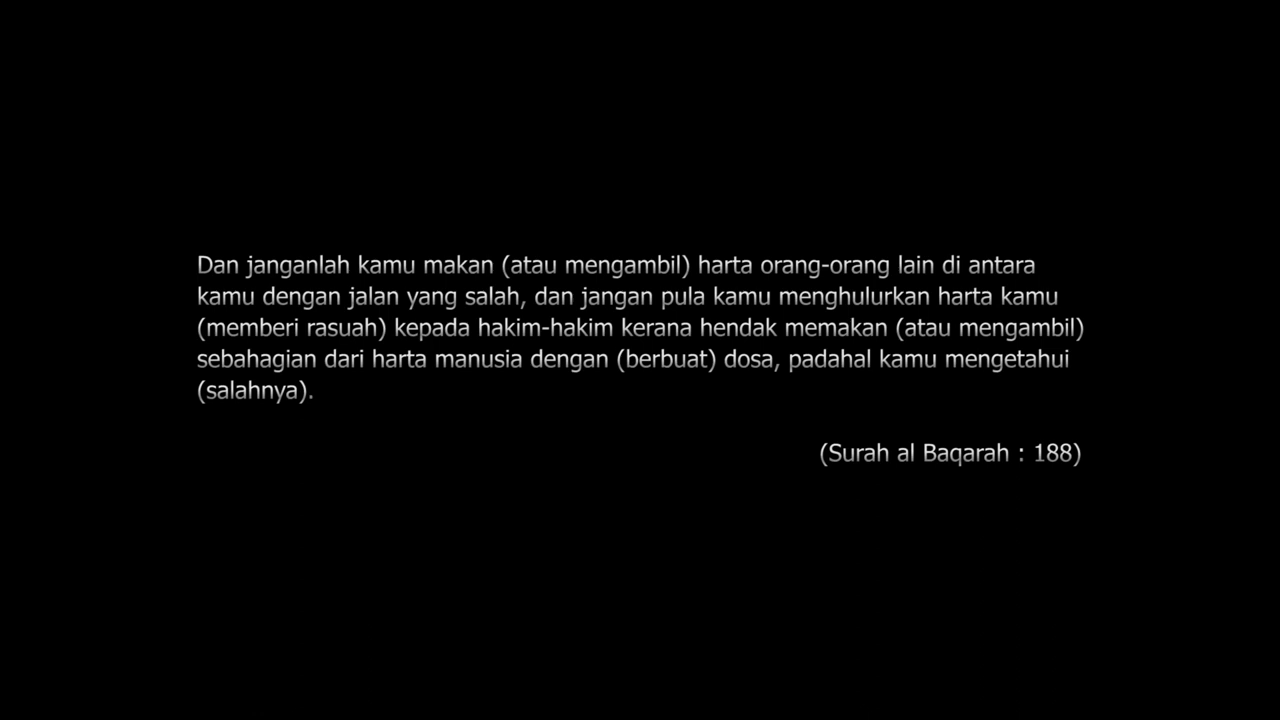 Dan janganlah kamu makan (atau mengambil) harta orang-orang lain di antara
kamu dengan jalan yang salah, dan jangan pula kamu menghulurkan harta kamu
(memberi rasuah) kepada hakim-hakim kerana hendak memakan (atau mengambil)
sebahagian dari harta manusia dengan (berbuat) dosa, padahal kamu mengetahui
(salahnya).
(Surah al Baqarah : 188)